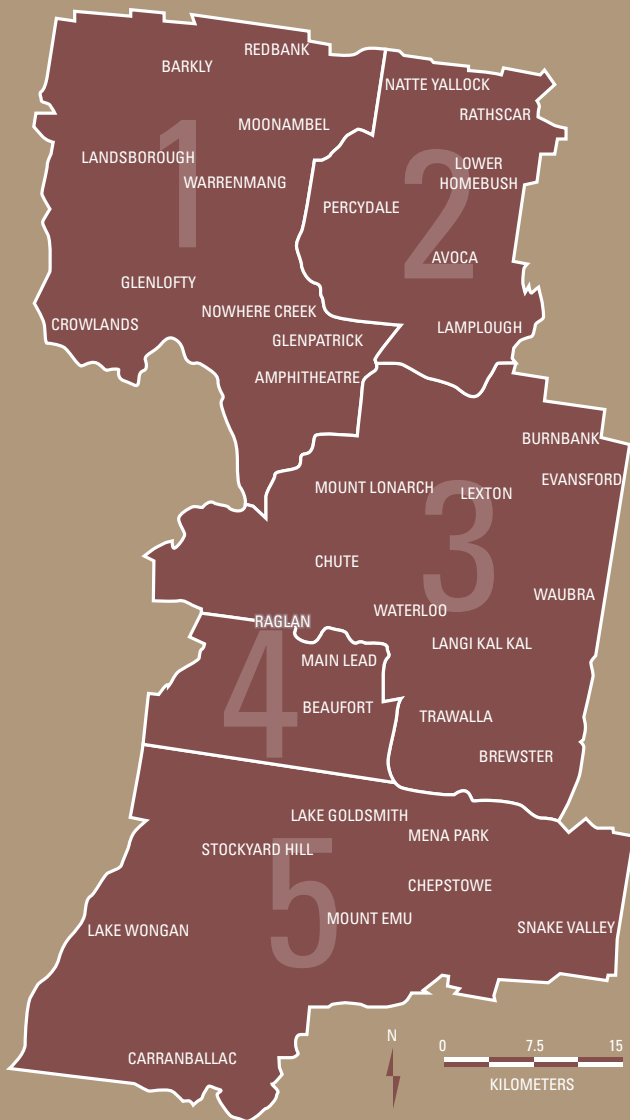 REDBANK
BARKLY
NATTE YALLOCK
RATHSCAR
MOONAMBEL
1
2
LANDSBOROUGH
LOWER
HOMEBUSH
WARRENMANG
PERCYDALE
AVOCA
GLENLOFTY
NOWHERE CREEK
CROWLANDS
LAMPLOUGH
GLENPATRICK
AMPHITHEATRE
BURNBANK
EVANSFORD
MOUNT LONARCH
LEXTON
3
CHUTE
WAUBRA
WATERLOO
RAGLAN
LANGI KAL KAL
4
MAIN LEAD
BEAUFORT
TRAWALLA
BREWSTER
LAKE GOLDSMITH
MENA PARK
STOCKYARD HILL
5
CHEPSTOWE
MOUNT EMU
SNAKE VALLEY
LAKE WONGAN
CARRANBALLAC
N
0 7.5 15
KILOMETERS